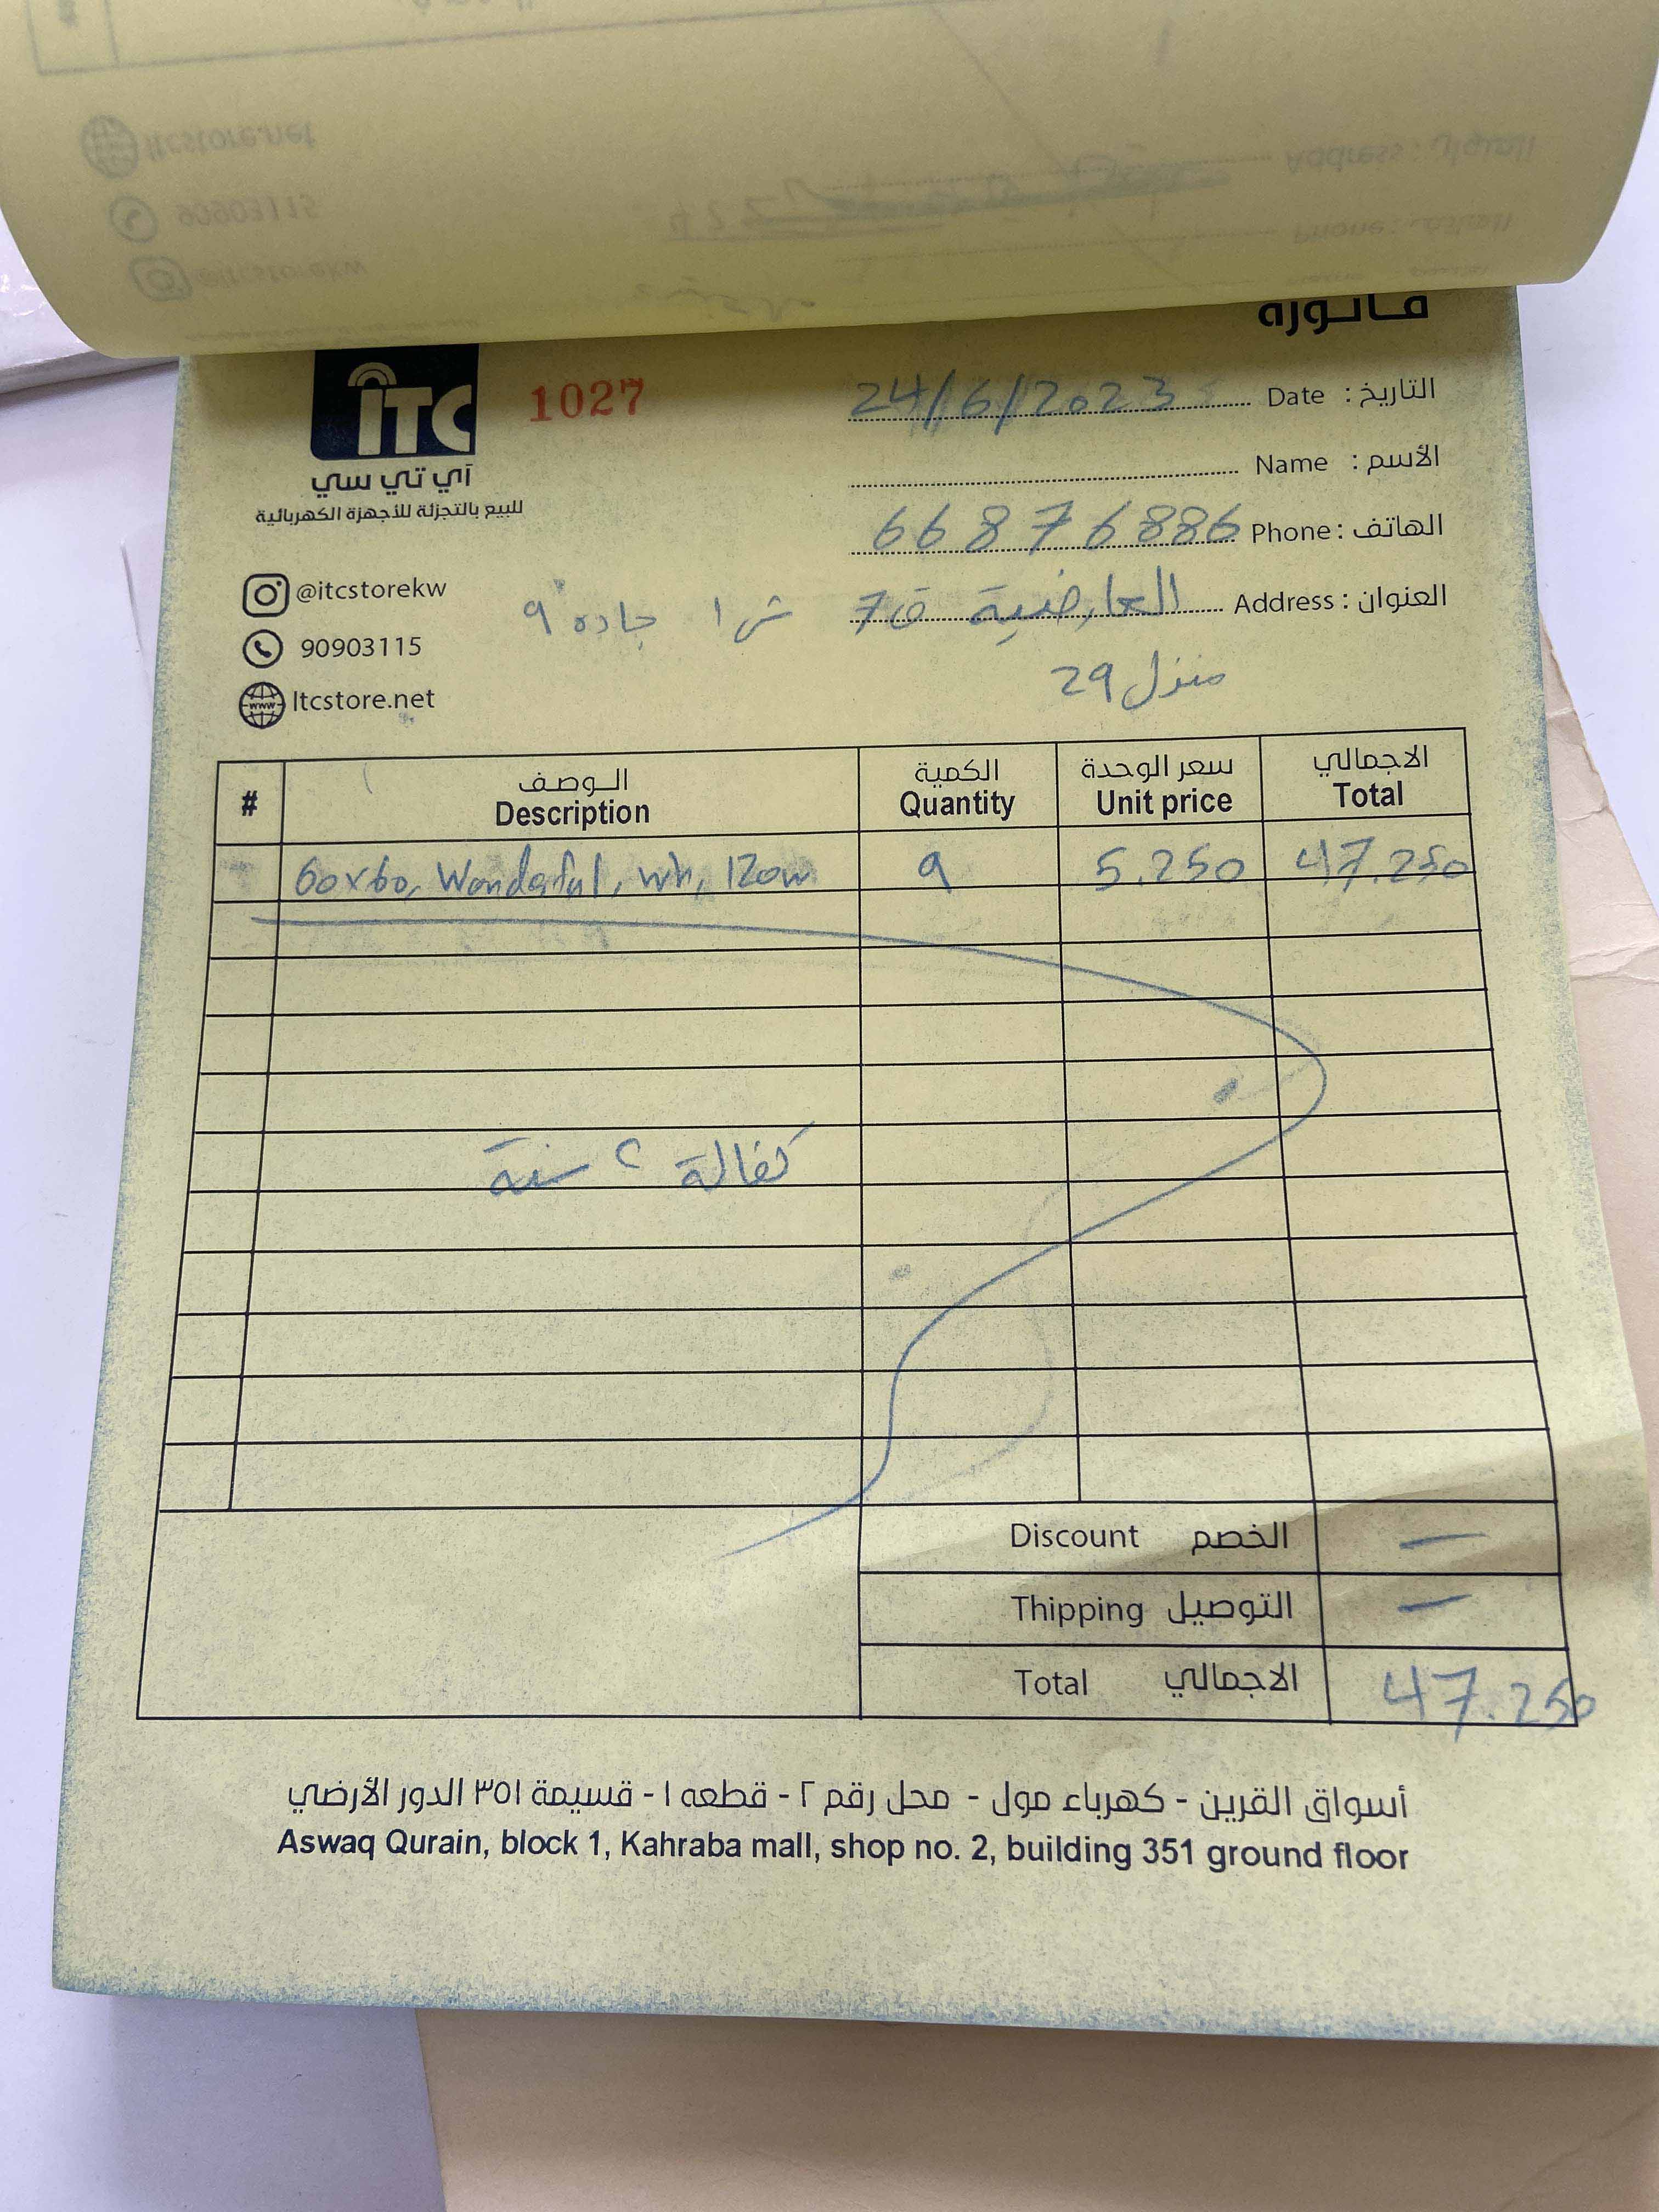 فاتورة
ITC
1027
آي تي سي
للبيع بالتجزئة للأجهزة الكهربائية
التاريخ : Date 24/6/2023
الأسم : Name
الهاتف : Phone 66876886
العنوان : Address العارضية ق 7 ش ١ جاده ٩
منزل 29
@itcstorekw
90903115
Itcstore.net
# الوصف الكمية سعر الوحدة الاجمالي
Description Quantity Unit price Total
60x60, Wonderful, wh, 120w 9 5.250 47.250
كفالة ٢ سنة
Discount الخصم —
Thipping التوصيل —
Total الاجمالي 47.250
أسواق القرين - كهرباء مول - محل رقم ٢ - قطعه ١ - قسيمة ٣٥١ الدور الأرضي
Aswaq Qurain, block 1, Kahraba mall, shop no. 2, building 351 ground floor